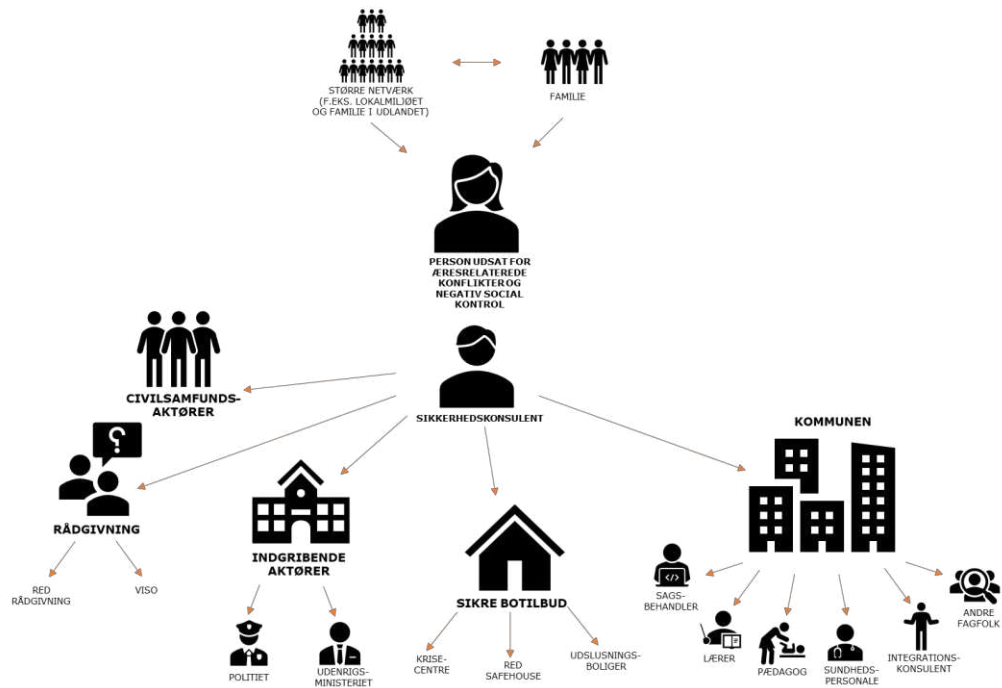 STØRRE NETVÆRK
(F.EKS. LOKALMILJØET
OG FAMILIE I UDLANDET)
FAMILIE
PERSON UDSAT FOR
ÆRESRELATEREDE
KONFLIKTER OG
NEGATIV SOCIAL
KONTROL
CIVILSAMFUNDS-
AKTØRER
SIKKERHEDSKONSULENT
KOMMUNEN
?
RÅDGIVNING
RED
RÅDGIVNING
VISO
INDGRIBENDE
AKTØRER
POLITIET
UDENRIGS-
MINISTERIET
SIKRE BOTILBUD
KRISE-
CENTRE
RED
SAFEHOUSE
UDSLUSNINGS-
BOLIGER
</>
SAGS-
BEHANDLER
LÆRER
PÆDAGOG
SUNDHEDS-
PERSONALE
INTEGRATIONS-
KONSULENT
ANDRE
FAGFOLK